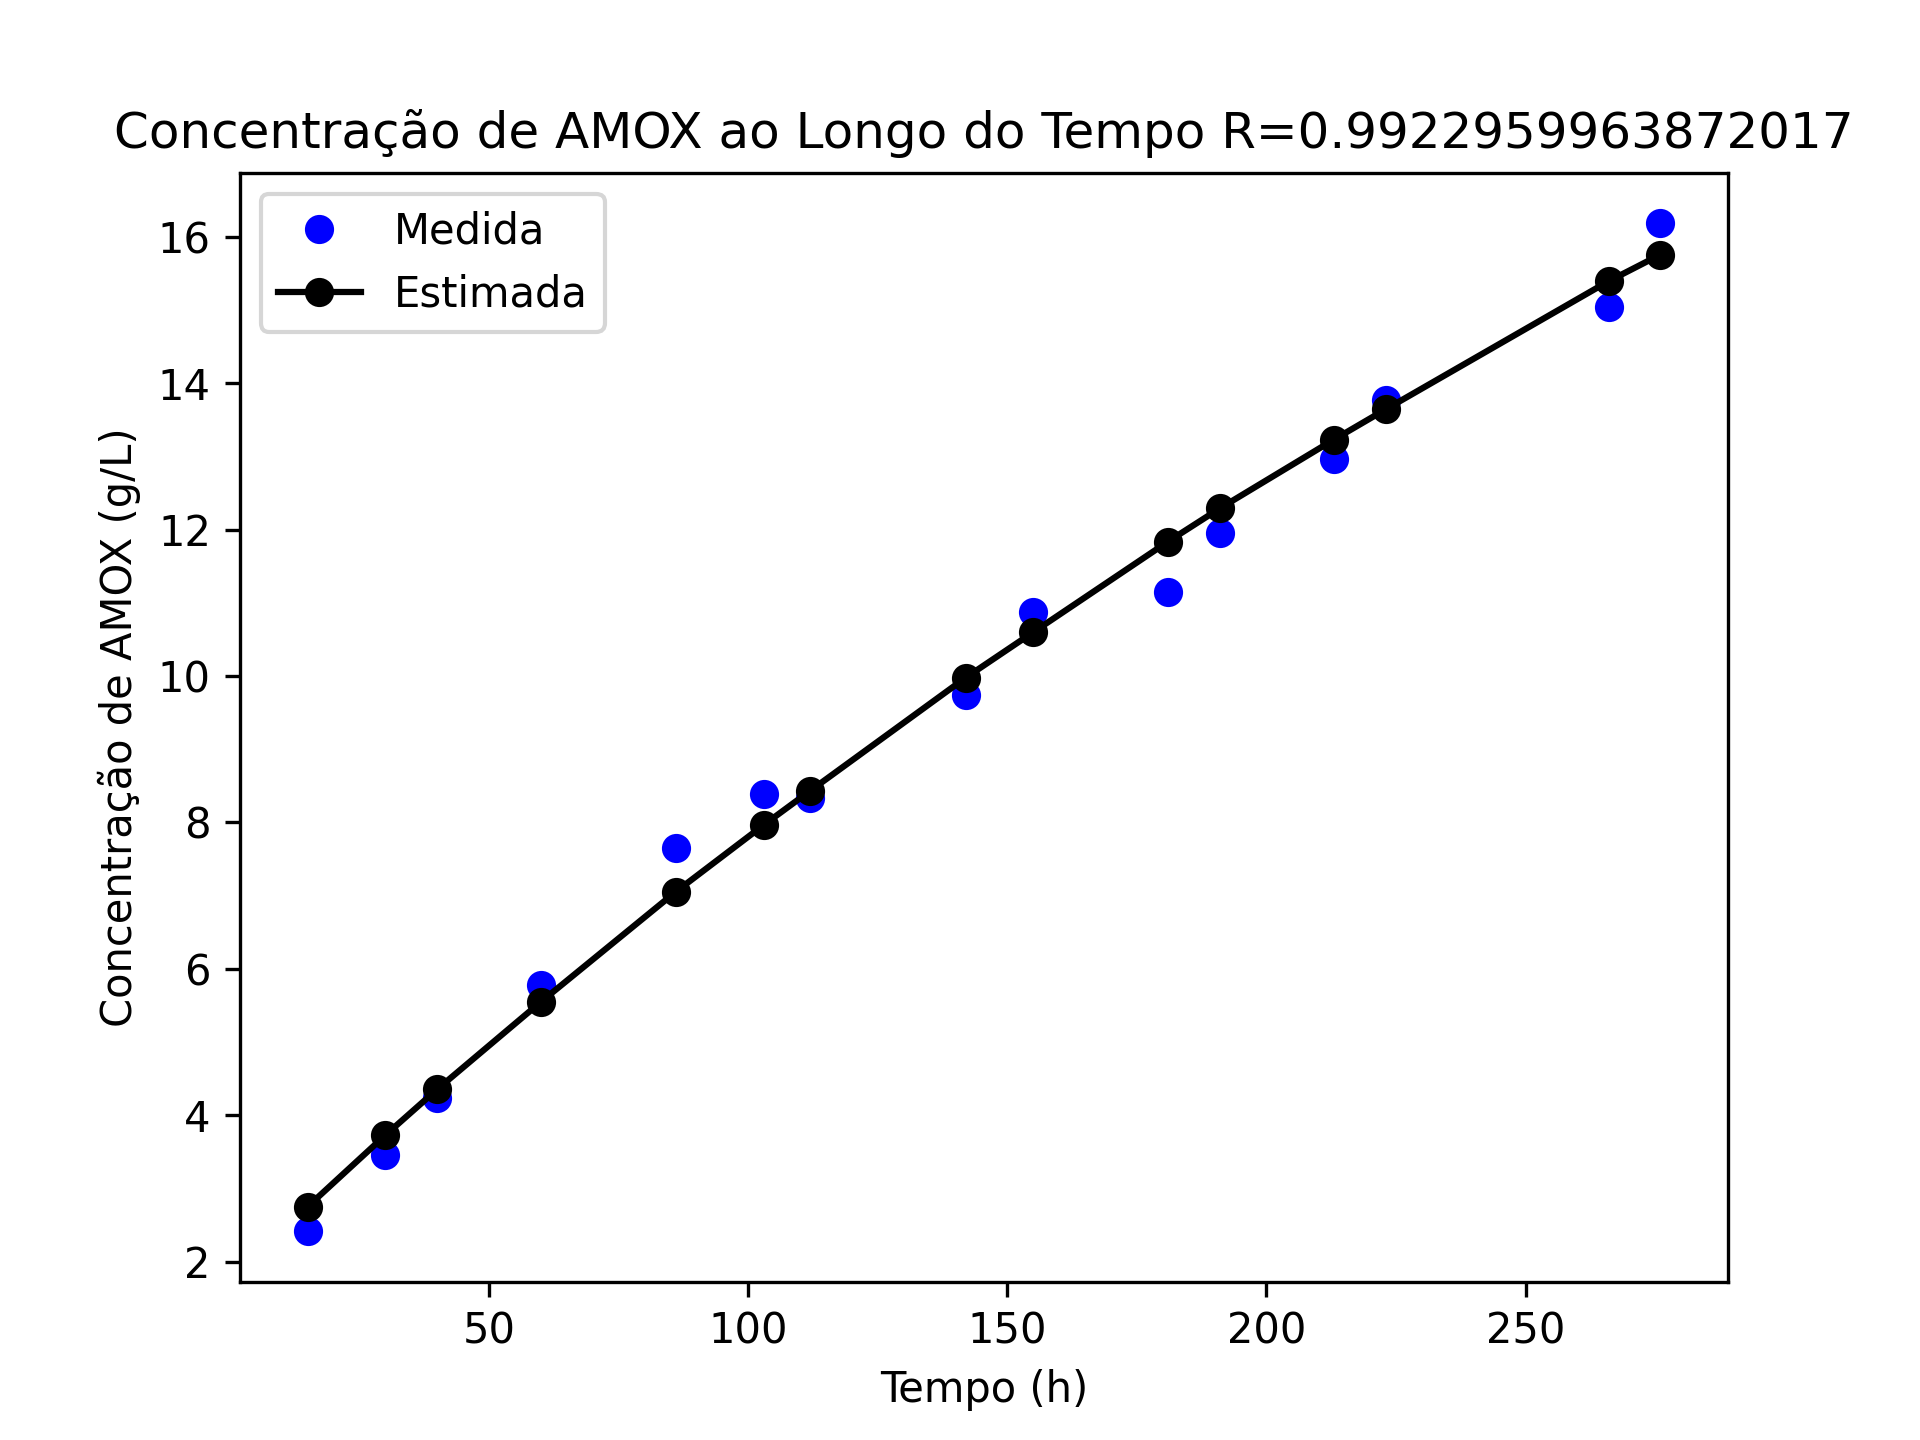 Concentração de AMOX ao Longo do Tempo R=0.9922959963872017
Medida
Estimada
Concentração de AMOX (g/L)
16
14
12
10
8
6
4
2
50 100 150 200 250
Tempo (h)